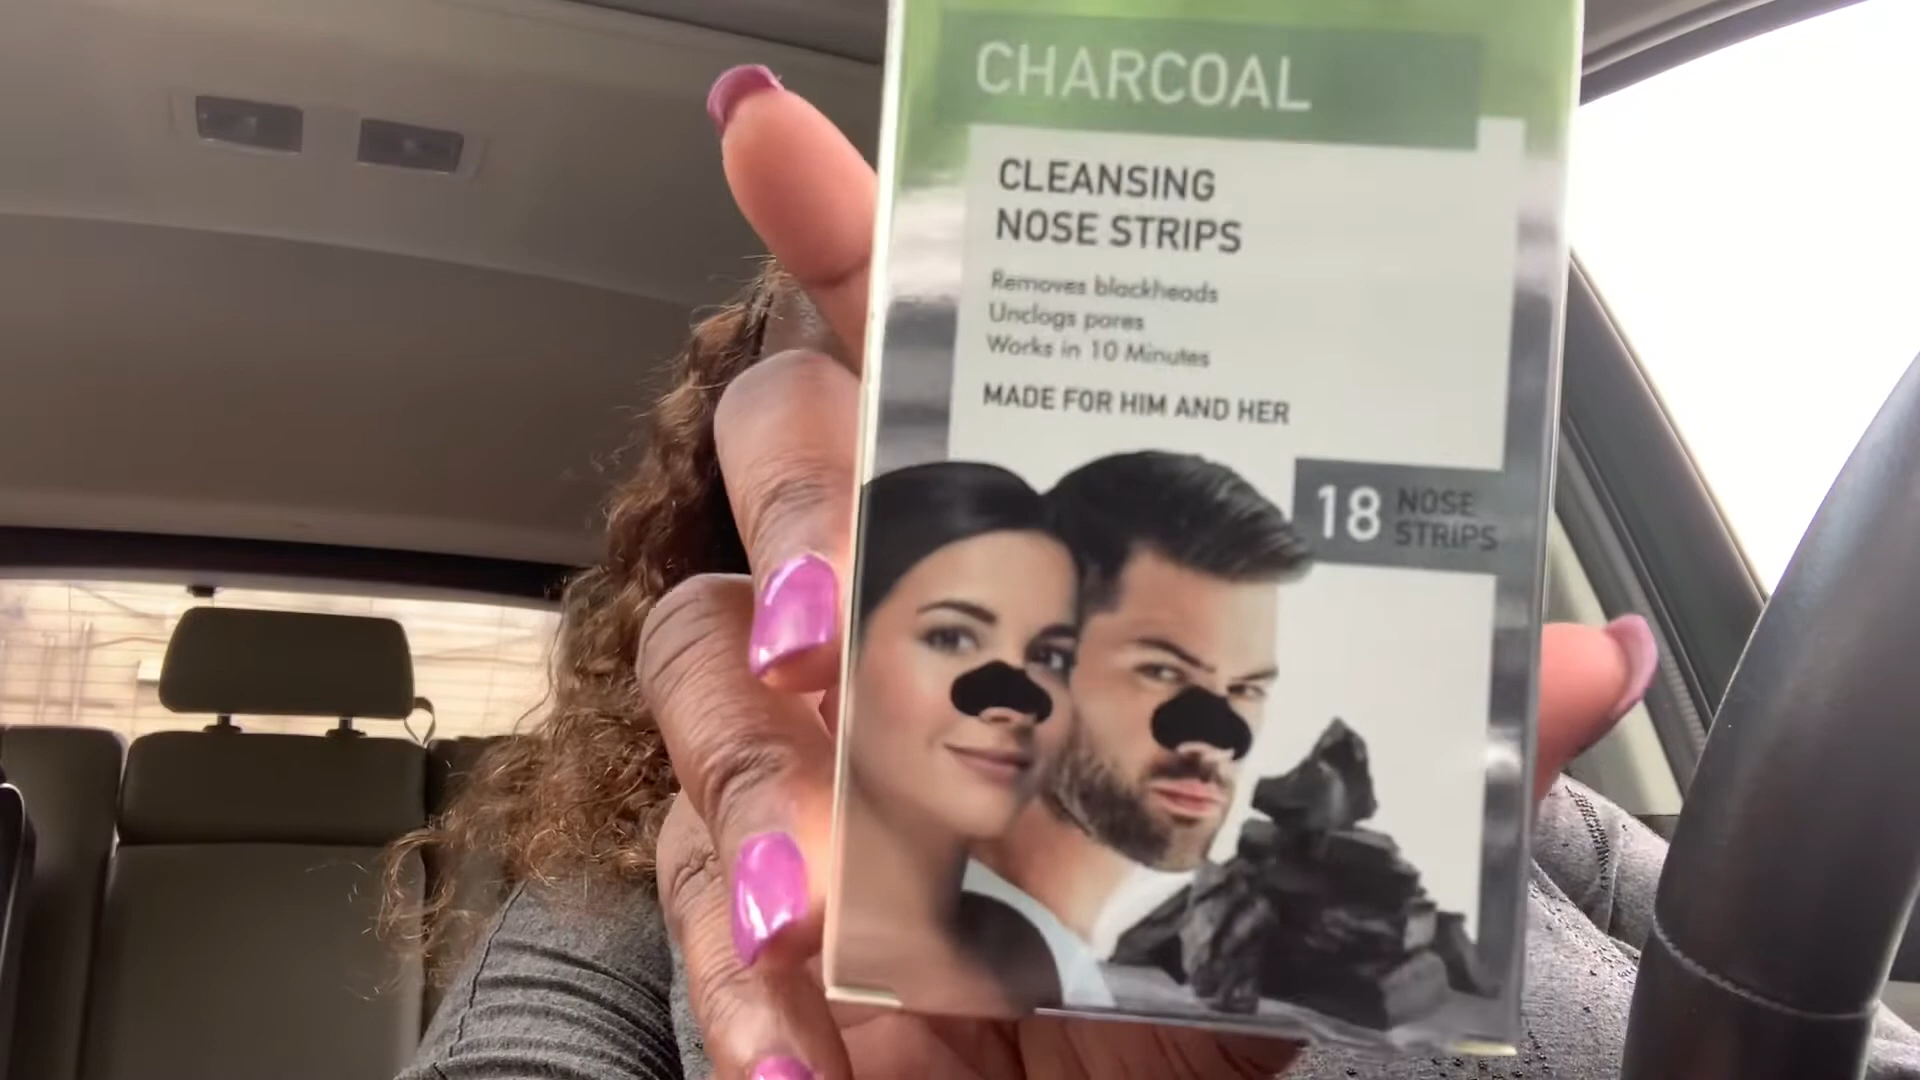 CHARCOAL
CLEANSING
NOSE STRIPS
Removes blackheads
Unclogs pores
Works in 10 Minutes
MADE FOR HIM AND HER
18 NOSE
STRIPS